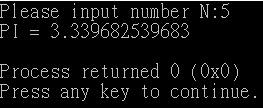 Please input number N:5
PI = 3.339682539683
Process returned 0 (0x0)
Press any key to continue.